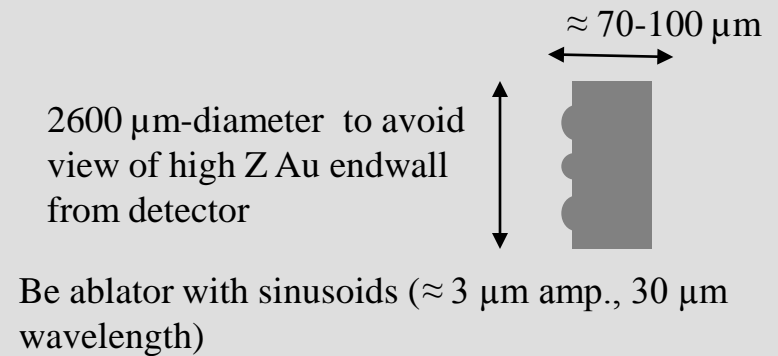 ≈ 70-100 µm
2600 µm-diameter to avoid
view of high Z Au endwall
from detector
Be ablator with sinusoids (≈ 3 µm amp., 30 µm
wavelength)